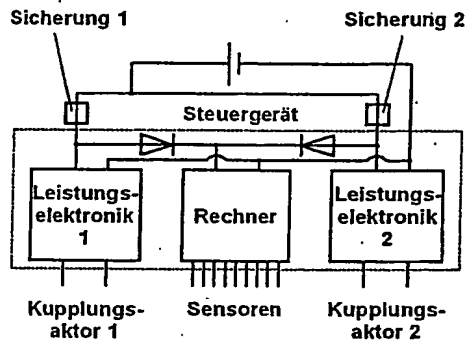 Sicherung 1
Sicherung 2
Steuergerät
Leistungs-
elektronik
1
Rechner
Leistungs-
elektronik
2
Kupplungs-
aktor 1
Sensoren
Kupplungs-
aktor 2